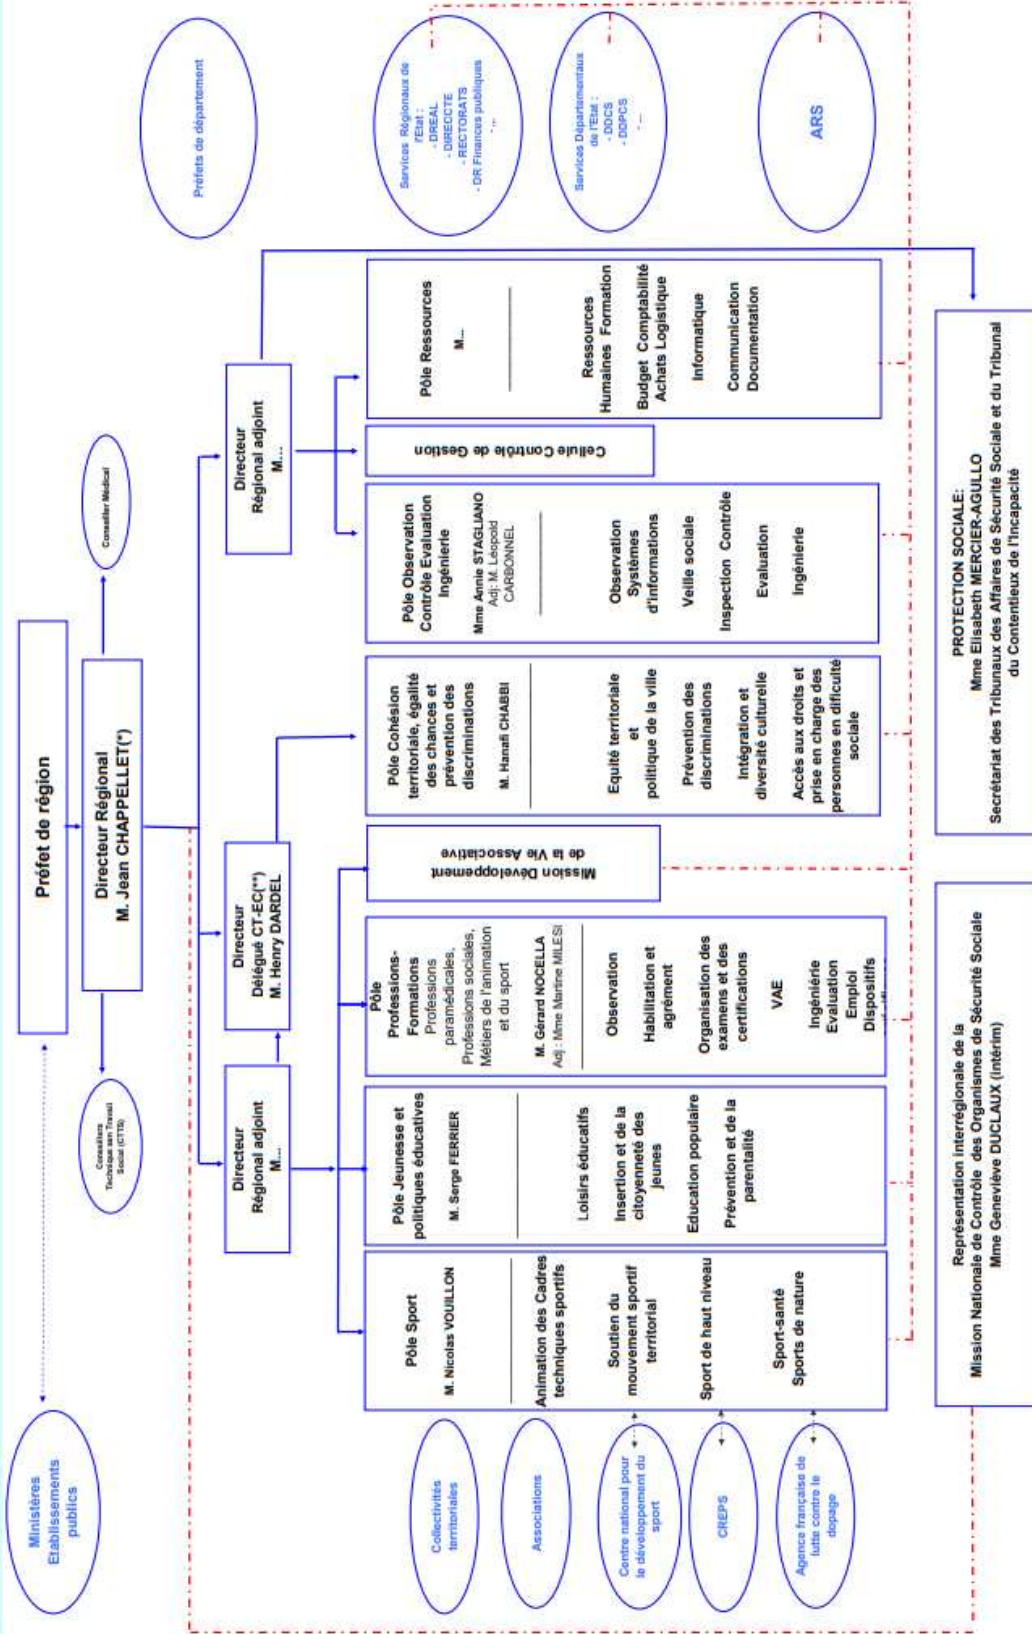 Préfet de région
Ministères
Etablissements
publics
Préfets de département
Directeur Régional
M. Jean CHAPPELLET(*)
Conseillers
Technique sen Travail
Social (CTTS)
Conseiller Médical
Directeur
Régional adjoint
M...
Directeur
Délégué CT-EC(**)
M. Henry DARDEL
Directeur
Régional adjoint
M...
Collectivités
territoriales
Associations
Centre national pour
le développement du
sport
CREPS
Agence française de
lutte contre le
dopage
Pôle Sport
M. Nicolas VOUILLON
Animation des Cadres
techniques sportifs
Soutien du
mouvement sportif
territorial
Sport de haut niveau
Sport-santé
Sports de nature
Pôle Jeunesse et
politiques éducatives
M. Serge FERRIER
Loisirs éducatifs
Insertion et de la
citoyenneté des
jeunes
Education populaire
Prévention et de la
parentalité
Pôle
Professions-
Formations
Professions
paramédicales,
Professions sociales,
Métiers de l'animation
et du sport
M. Gérard NOCELLA
Adj : Mme Martine MILESI
Observation
Habilitation et
agrément
Organisation des
examens et des
certifications
VAE
Ingéniérie
Evaluation
Emploi
Dispositifs
Mission Développement
de la Vie Associative
Pôle Cohésion
territoriale, égalité
des chances et
prévention des
discriminations
M. Hanafi CHABBI
Equité territoriale
et
politique de la ville
Prévention des
discriminations
Intégration et
diversité culturelle
Accès aux droits et
prise en charge des
personnes en difficulté
sociale
Pôle Observation
Contrôle Evaluation
Ingénierie
Mme Annie STAGLIANO
Adj: M. Léopold
CARBONNEL
Observation
Systèmes
d'informations
Veille sociale
Inspection Contrôle
Evaluation
Ingénierie
Cellule Contrôle de Gestion
Pôle Ressources
M...
Ressources
Humaines Formation
Budget Comptabilité
Achats Logistique
Informatique
Communication
Documentation
Services Régionaux de
l'Etat :
- DREAL
- DIRECCTE
- RECTORATS
- DR Finances publiques
- ...
Services Départementaux
de l'Etat :
- DDCS
- DDPCS
- ...
ARS
Représentation interrégionale de la
Mission Nationale de Contrôle des Organismes de Sécurité Sociale
Mme Geneviève DUCLAUX (intérim)
PROTECTION SOCIALE:
Mme Elisabeth MERCIER-AGULLO
Secrétariat des Tribunaux des Affaires de Sécurité Sociale et du Tribunal
du Contentieux de l'Incapacité